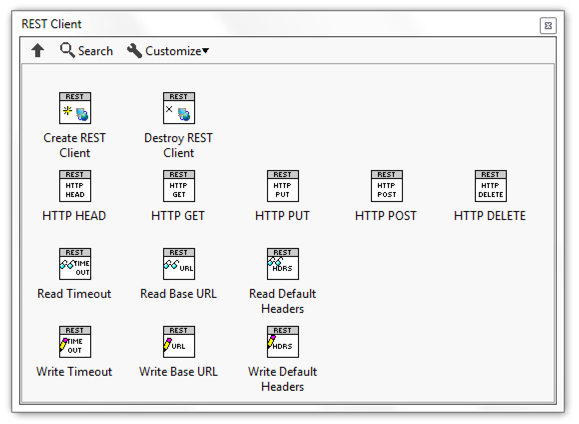 REST Client
Search Customize
REST REST
Create REST Destroy REST
Client Client
REST REST REST REST REST
HTTP HTTP HTTP HTTP HTTP
HEAD GET PUT POST DELETE
HTTP HEAD HTTP GET HTTP PUT HTTP POST HTTP DELETE
REST REST REST
TIME OUT URL HDRS
Read Timeout Read Base URL Read Default
Headers
REST REST REST
TIME OUT URL HDRS
Write Timeout Write Base URL Write Default
Headers